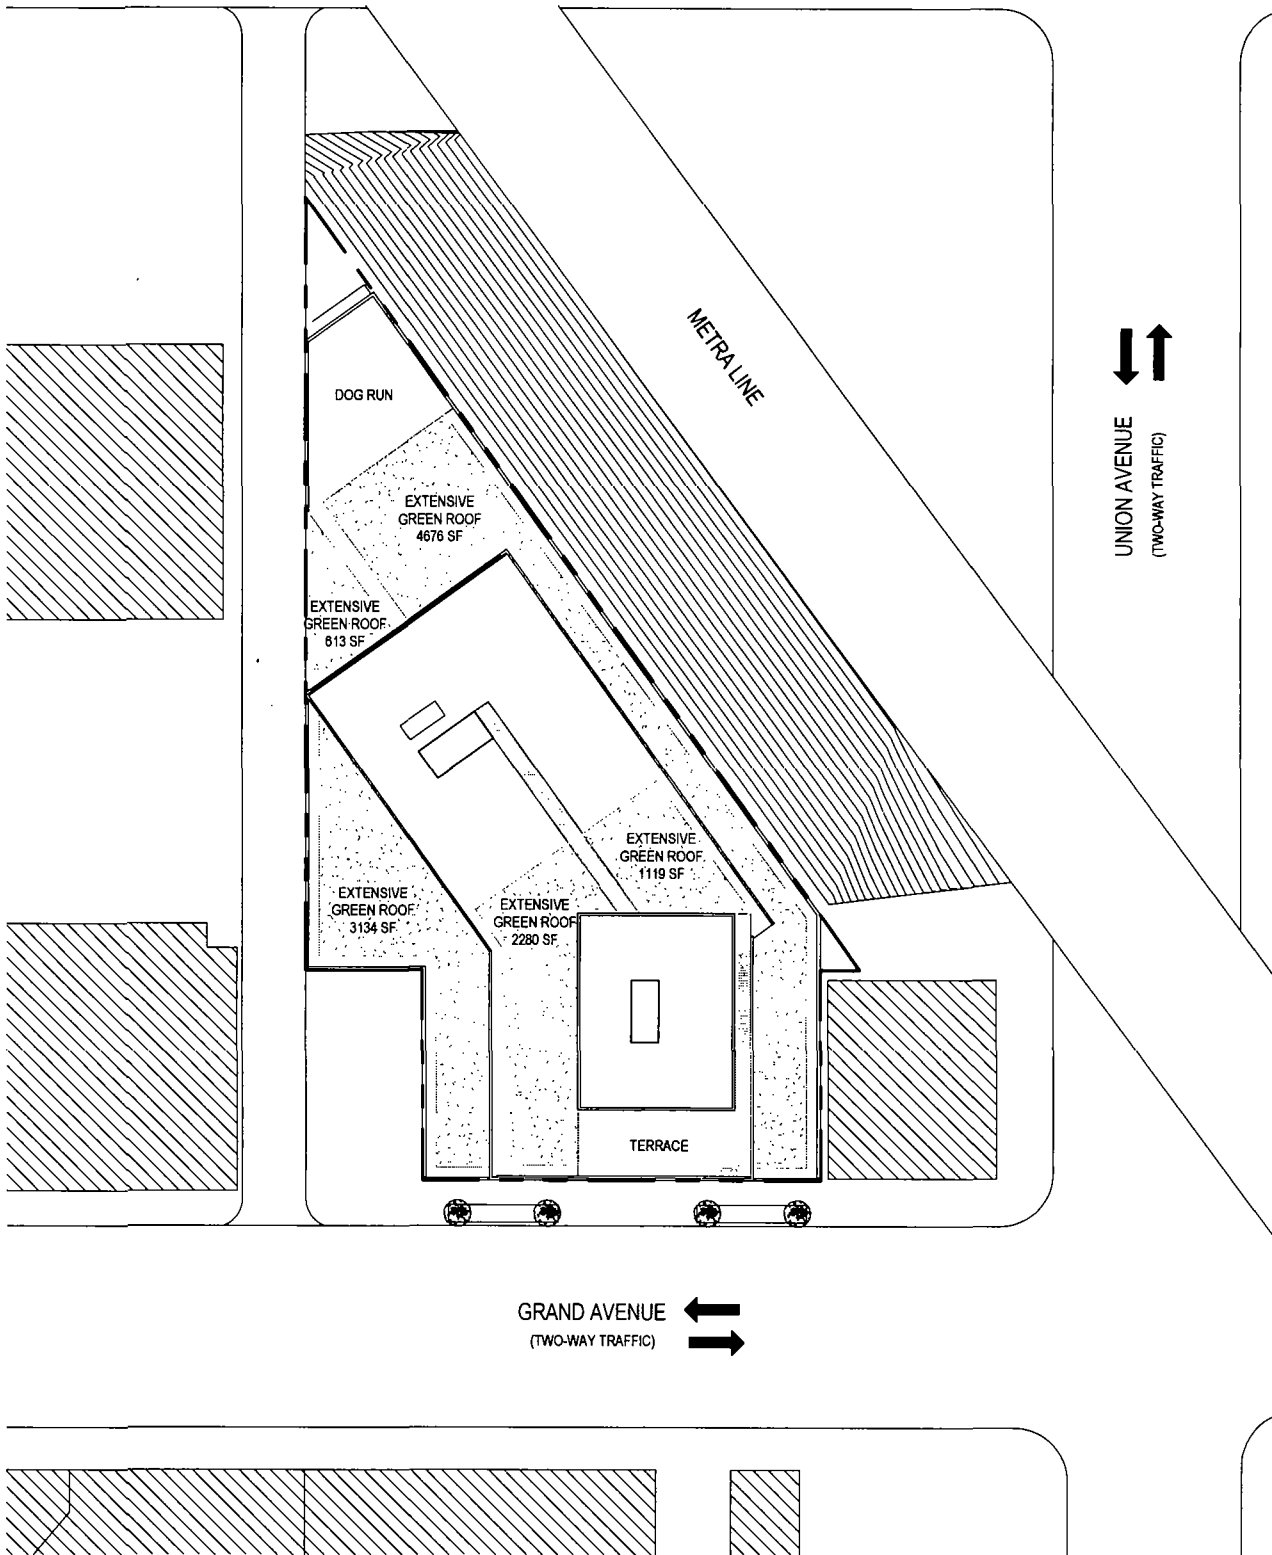 METRA LINE
UNION AVENUE
(TWO-WAY TRAFFIC)
DOG RUN
EXTENSIVE
GREEN ROOF
4676 SF
EXTENSIVE
GREEN ROOF
613 SF
EXTENSIVE
GREEN ROOF
1119 SF
EXTENSIVE
GREEN ROOF
3134 SF
EXTENSIVE
GREEN ROOF
2280 SF
TERRACE
GRAND AVENUE
(TWO-WAY TRAFFIC)